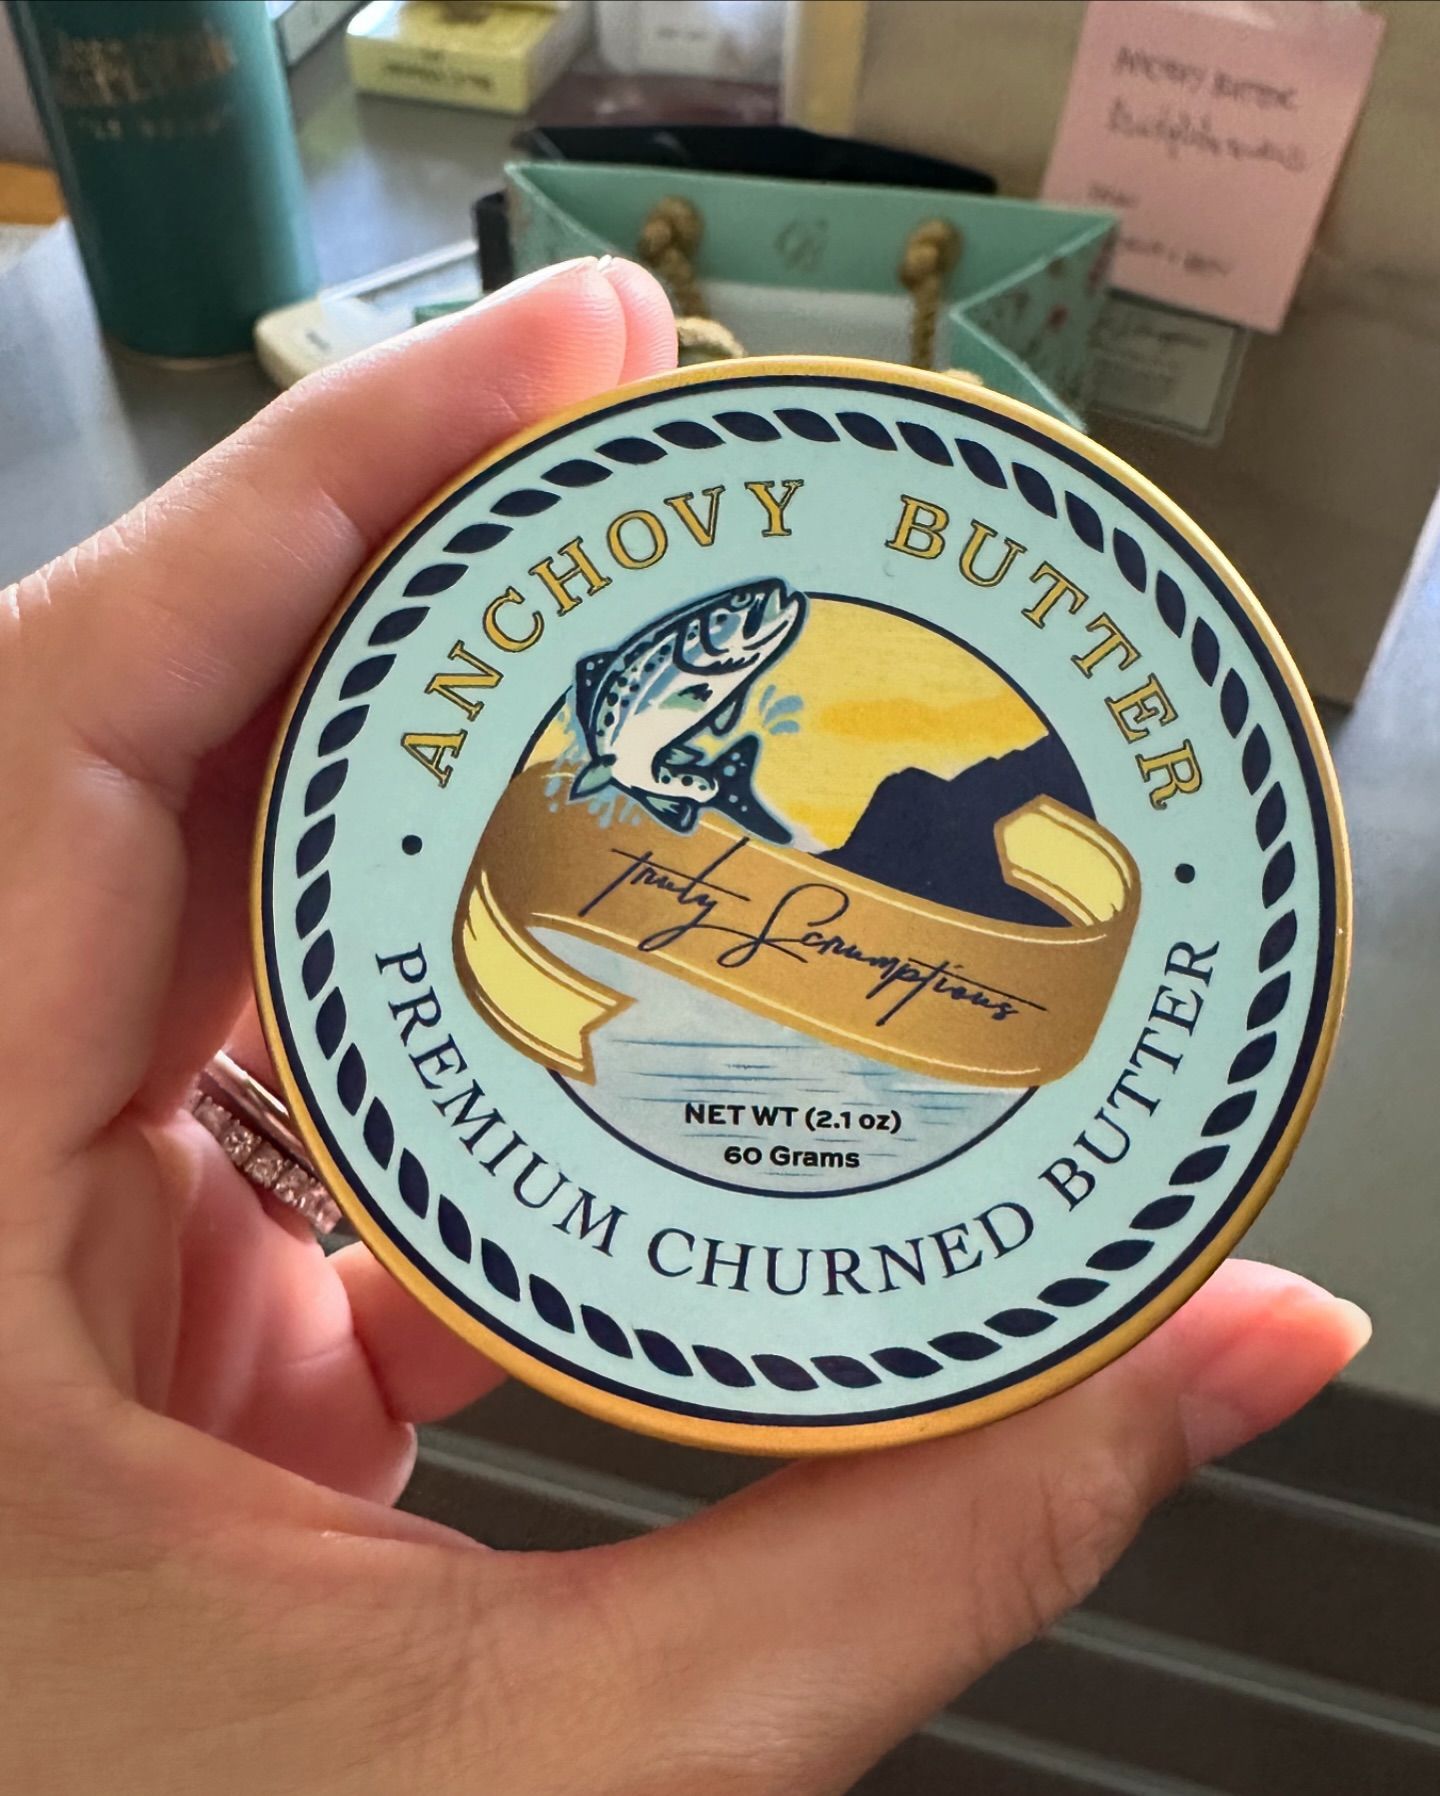 ANCHOVY BUTTER
Truly Scrumptious
NET WT (2.1 oz)
60 Grams
PREMIUM CHURNED BUTTER